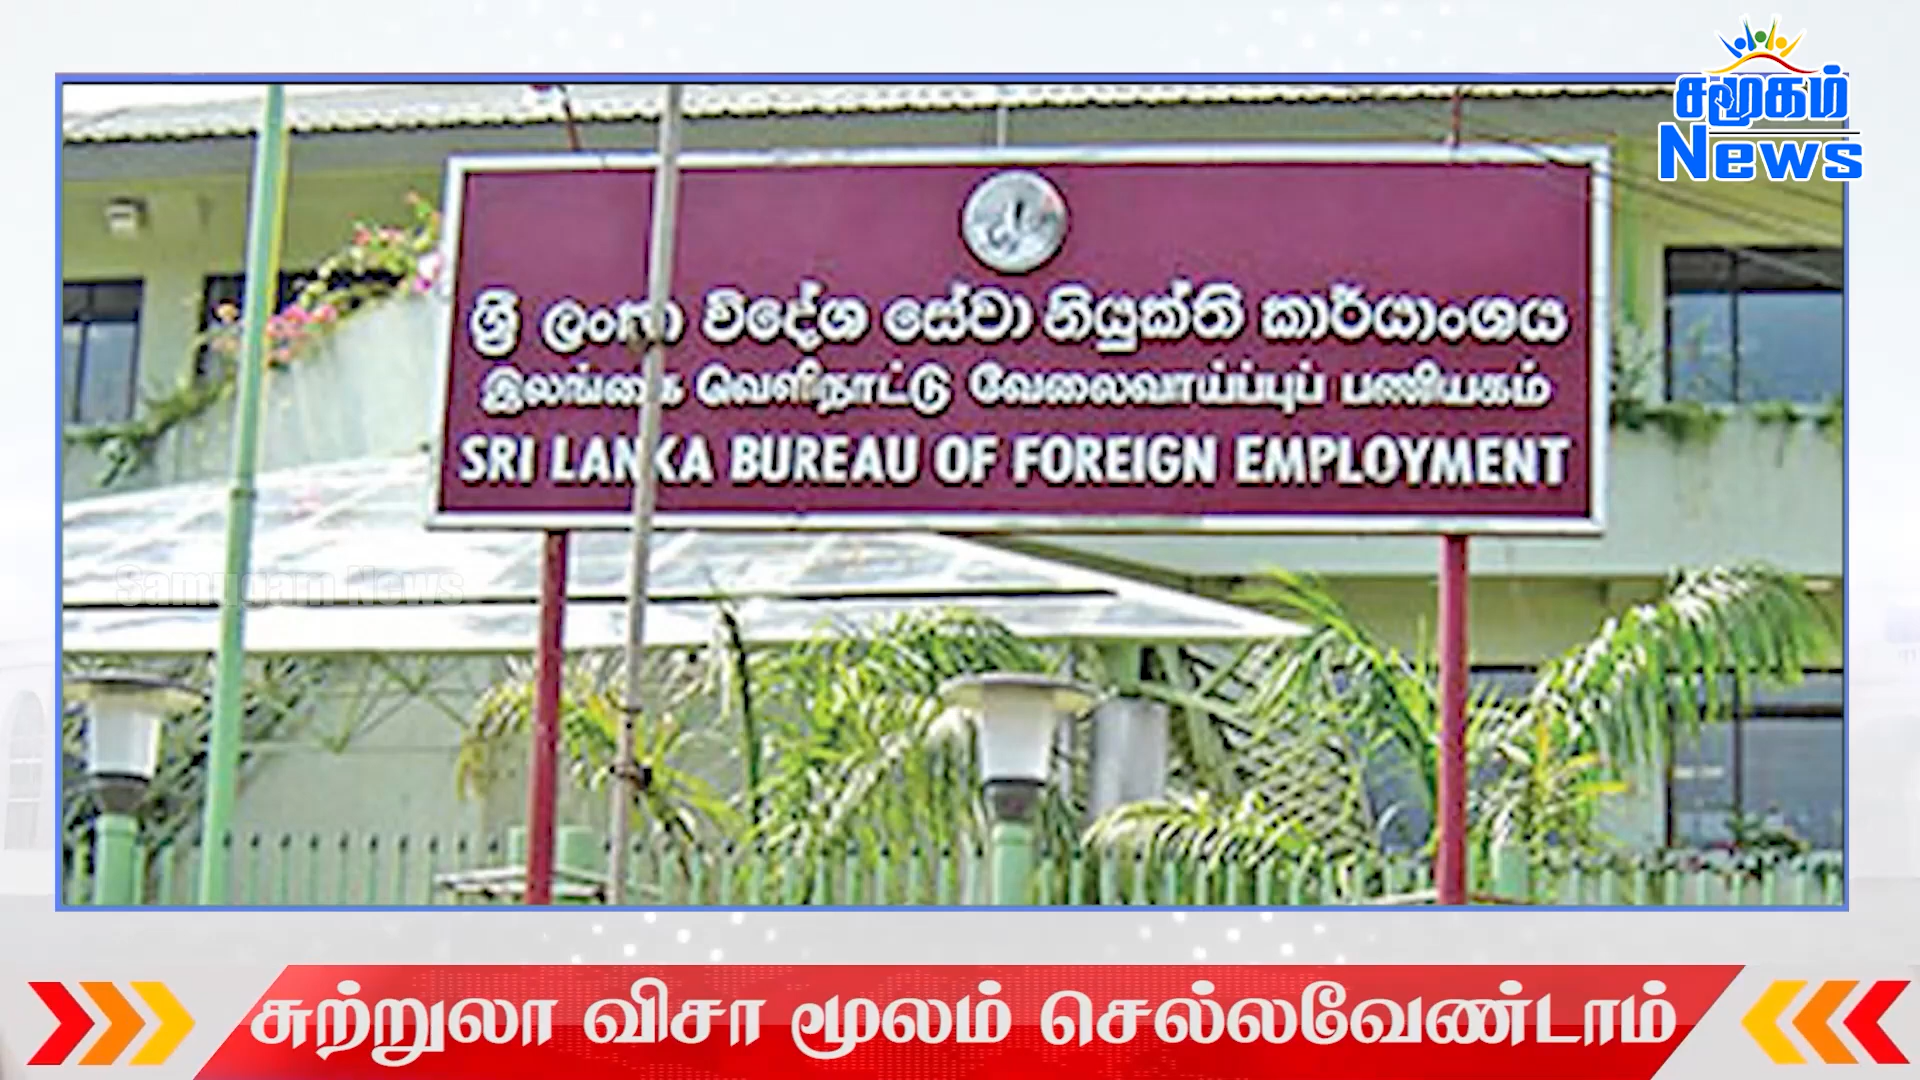 சமூகம்
News
ශ්‍රී ලංකා විදේශ සේවා නියුක්ති කාර්යාංශය
இலங்கை வெளிநாட்டு வேலைவாய்ப்புப் பணியகம்
SRI LANKA BUREAU OF FOREIGN EMPLOYMENT
Samugam News
சுற்றுலா விசா மூலம் செல்லவேண்டாம்